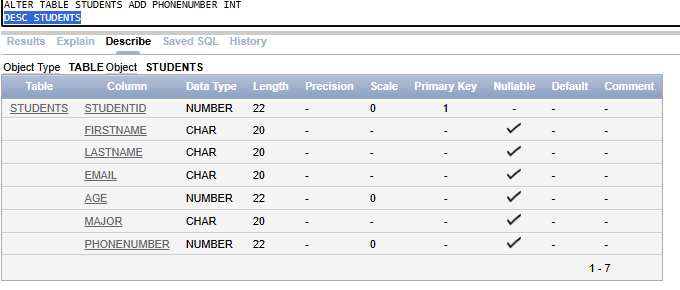 ALTER TABLE STUDENTS ADD PHONENUMBER INT
DESC STUDENTS
Results Explain Describe Saved SQL History
Object Type TABLE Object STUDENTS
Table Column Data Type Length Precision Scale Primary Key Nullable Default Comment
STUDENTS STUDENTID NUMBER 22 - 0 1 - - -
FIRSTNAME CHAR 20 - - - ✓ - -
LASTNAME CHAR 20 - - - ✓ - -
EMAIL CHAR 20 - - - ✓ - -
AGE NUMBER 22 - 0 - ✓ - -
MAJOR CHAR 20 - - - ✓ - -
PHONENUMBER NUMBER 22 - 0 - ✓ - -
1 - 7